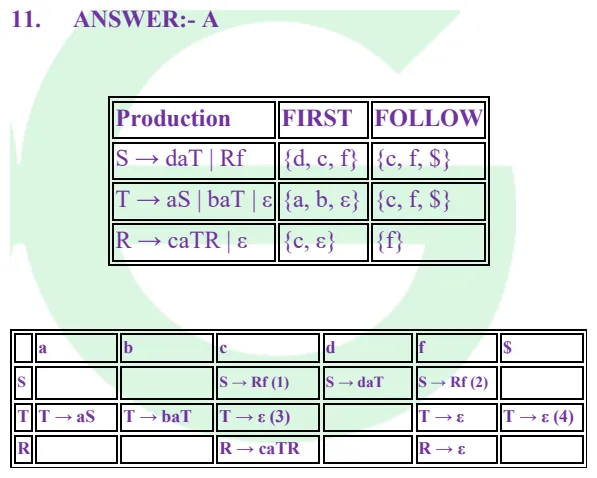 11. ANSWER:- A
Production FIRST FOLLOW
S → daT | Rf {d, c, f} {c, f, $}
T → aS | baT | ε {a, b, ε} {c, f, $}
R → caTR | ε {c, ε} {f}
a b c d f $
S S → Rf (1) S → daT S → Rf (2)
T T → aS T → baT T → ε (3) T → ε T → ε (4)
R R → caTR R → ε